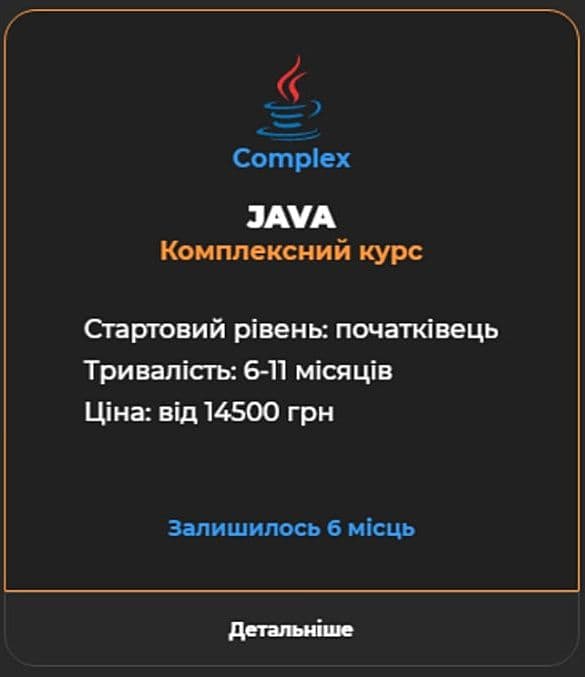 Complex
JAVA
Комплексний курс
Стартовий рівень: початківець
Тривалість: 6-11 місяців
Ціна: від 14500 грн
Залишилось 6 місць
Детальніше